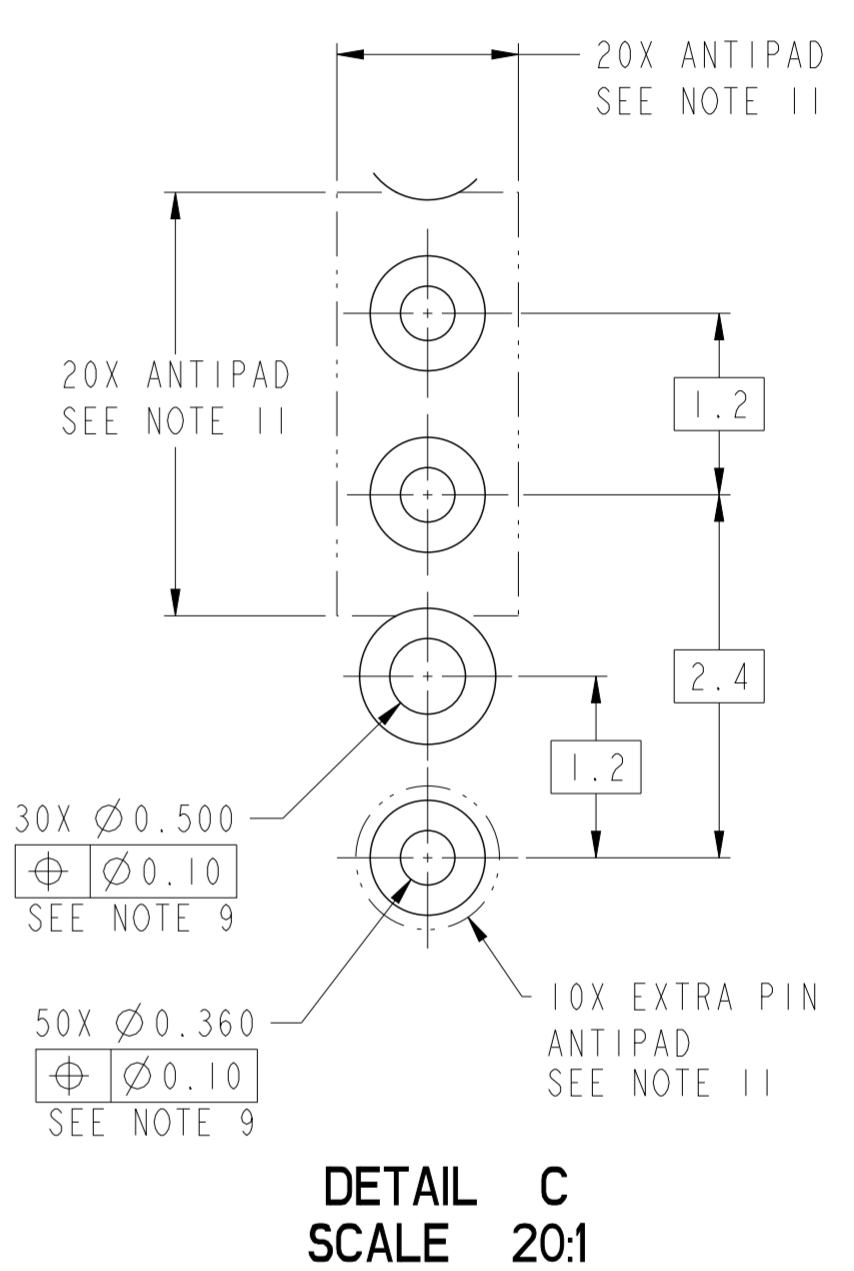 20X ANTIPAD
SEE NOTE 11
20X ANTIPAD
SEE NOTE 11
1.2
2.4
1.2
30X Ø0.500
⌖ Ø0.10
SEE NOTE 9
50X Ø0.360
⌖ Ø0.10
SEE NOTE 9
10X EXTRA PIN
ANTIPAD
SEE NOTE 11
DETAIL C
SCALE 20:1